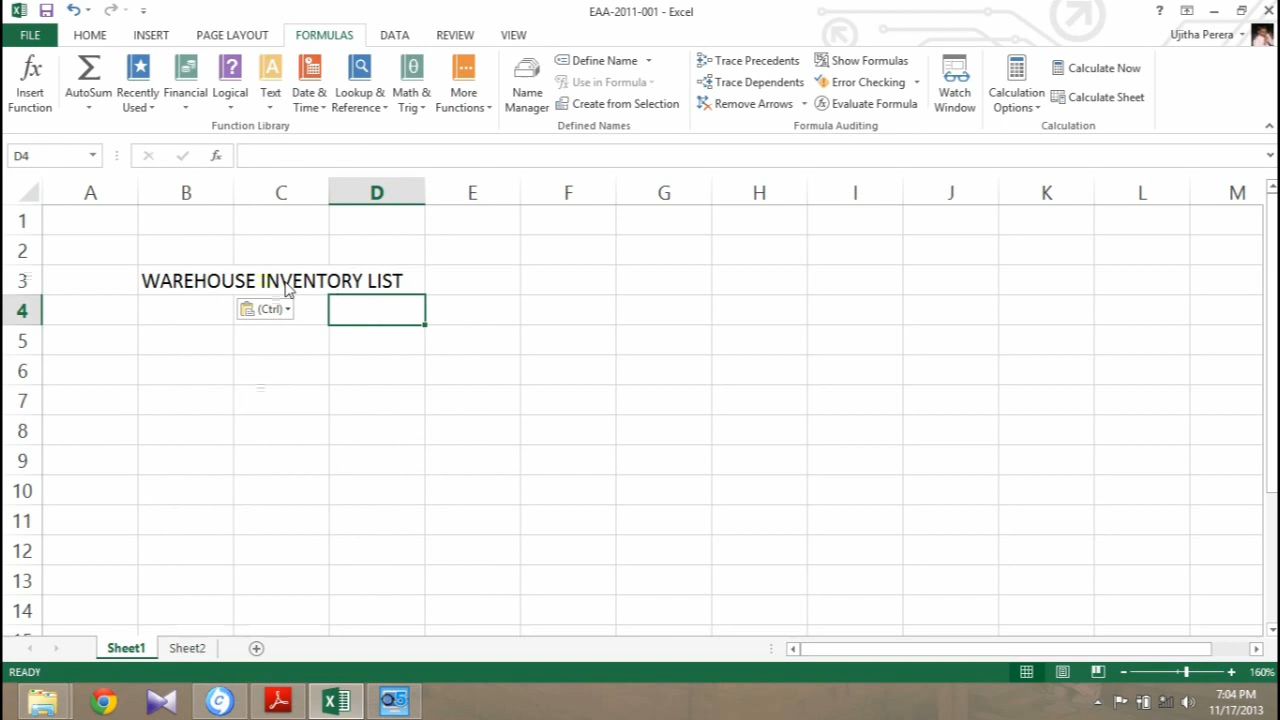 EAA-2011-001 - Excel
?
FILE HOME INSERT PAGE LAYOUT FORMULAS DATA REVIEW VIEW Ujitha Perera
Insert Function
AutoSum
Recently Used
Financial
Logical
Text
Date & Time
Lookup & Reference
Math & Trig
More Functions
Function Library
Name Manager
Define Name
Use in Formula
Create from Selection
Defined Names
Trace Precedents
Trace Dependents
Remove Arrows
Show Formulas
Error Checking
Evaluate Formula
Formula Auditing
Watch Window
Calculation Options
Calculate Now
Calculate Sheet
Calculation
D4 fx
A B C D E F G H I J K L M
1
2
3 WAREHOUSE INVENTORY LIST
4 (Ctrl)
5
6
7
8
9
10
11
12
13
14
Sheet1 Sheet2
READY 160%
7:04 PM
11/17/2013